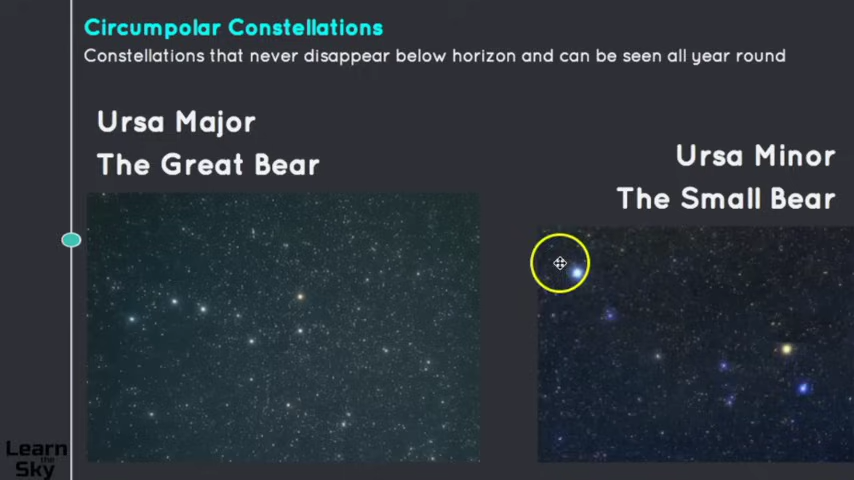 Circumpolar Constellations
Constellations that never disappear below horizon and can be seen all year round
Ursa Major
The Great Bear
Ursa Minor
The Small Bear
Learn
the
Sky